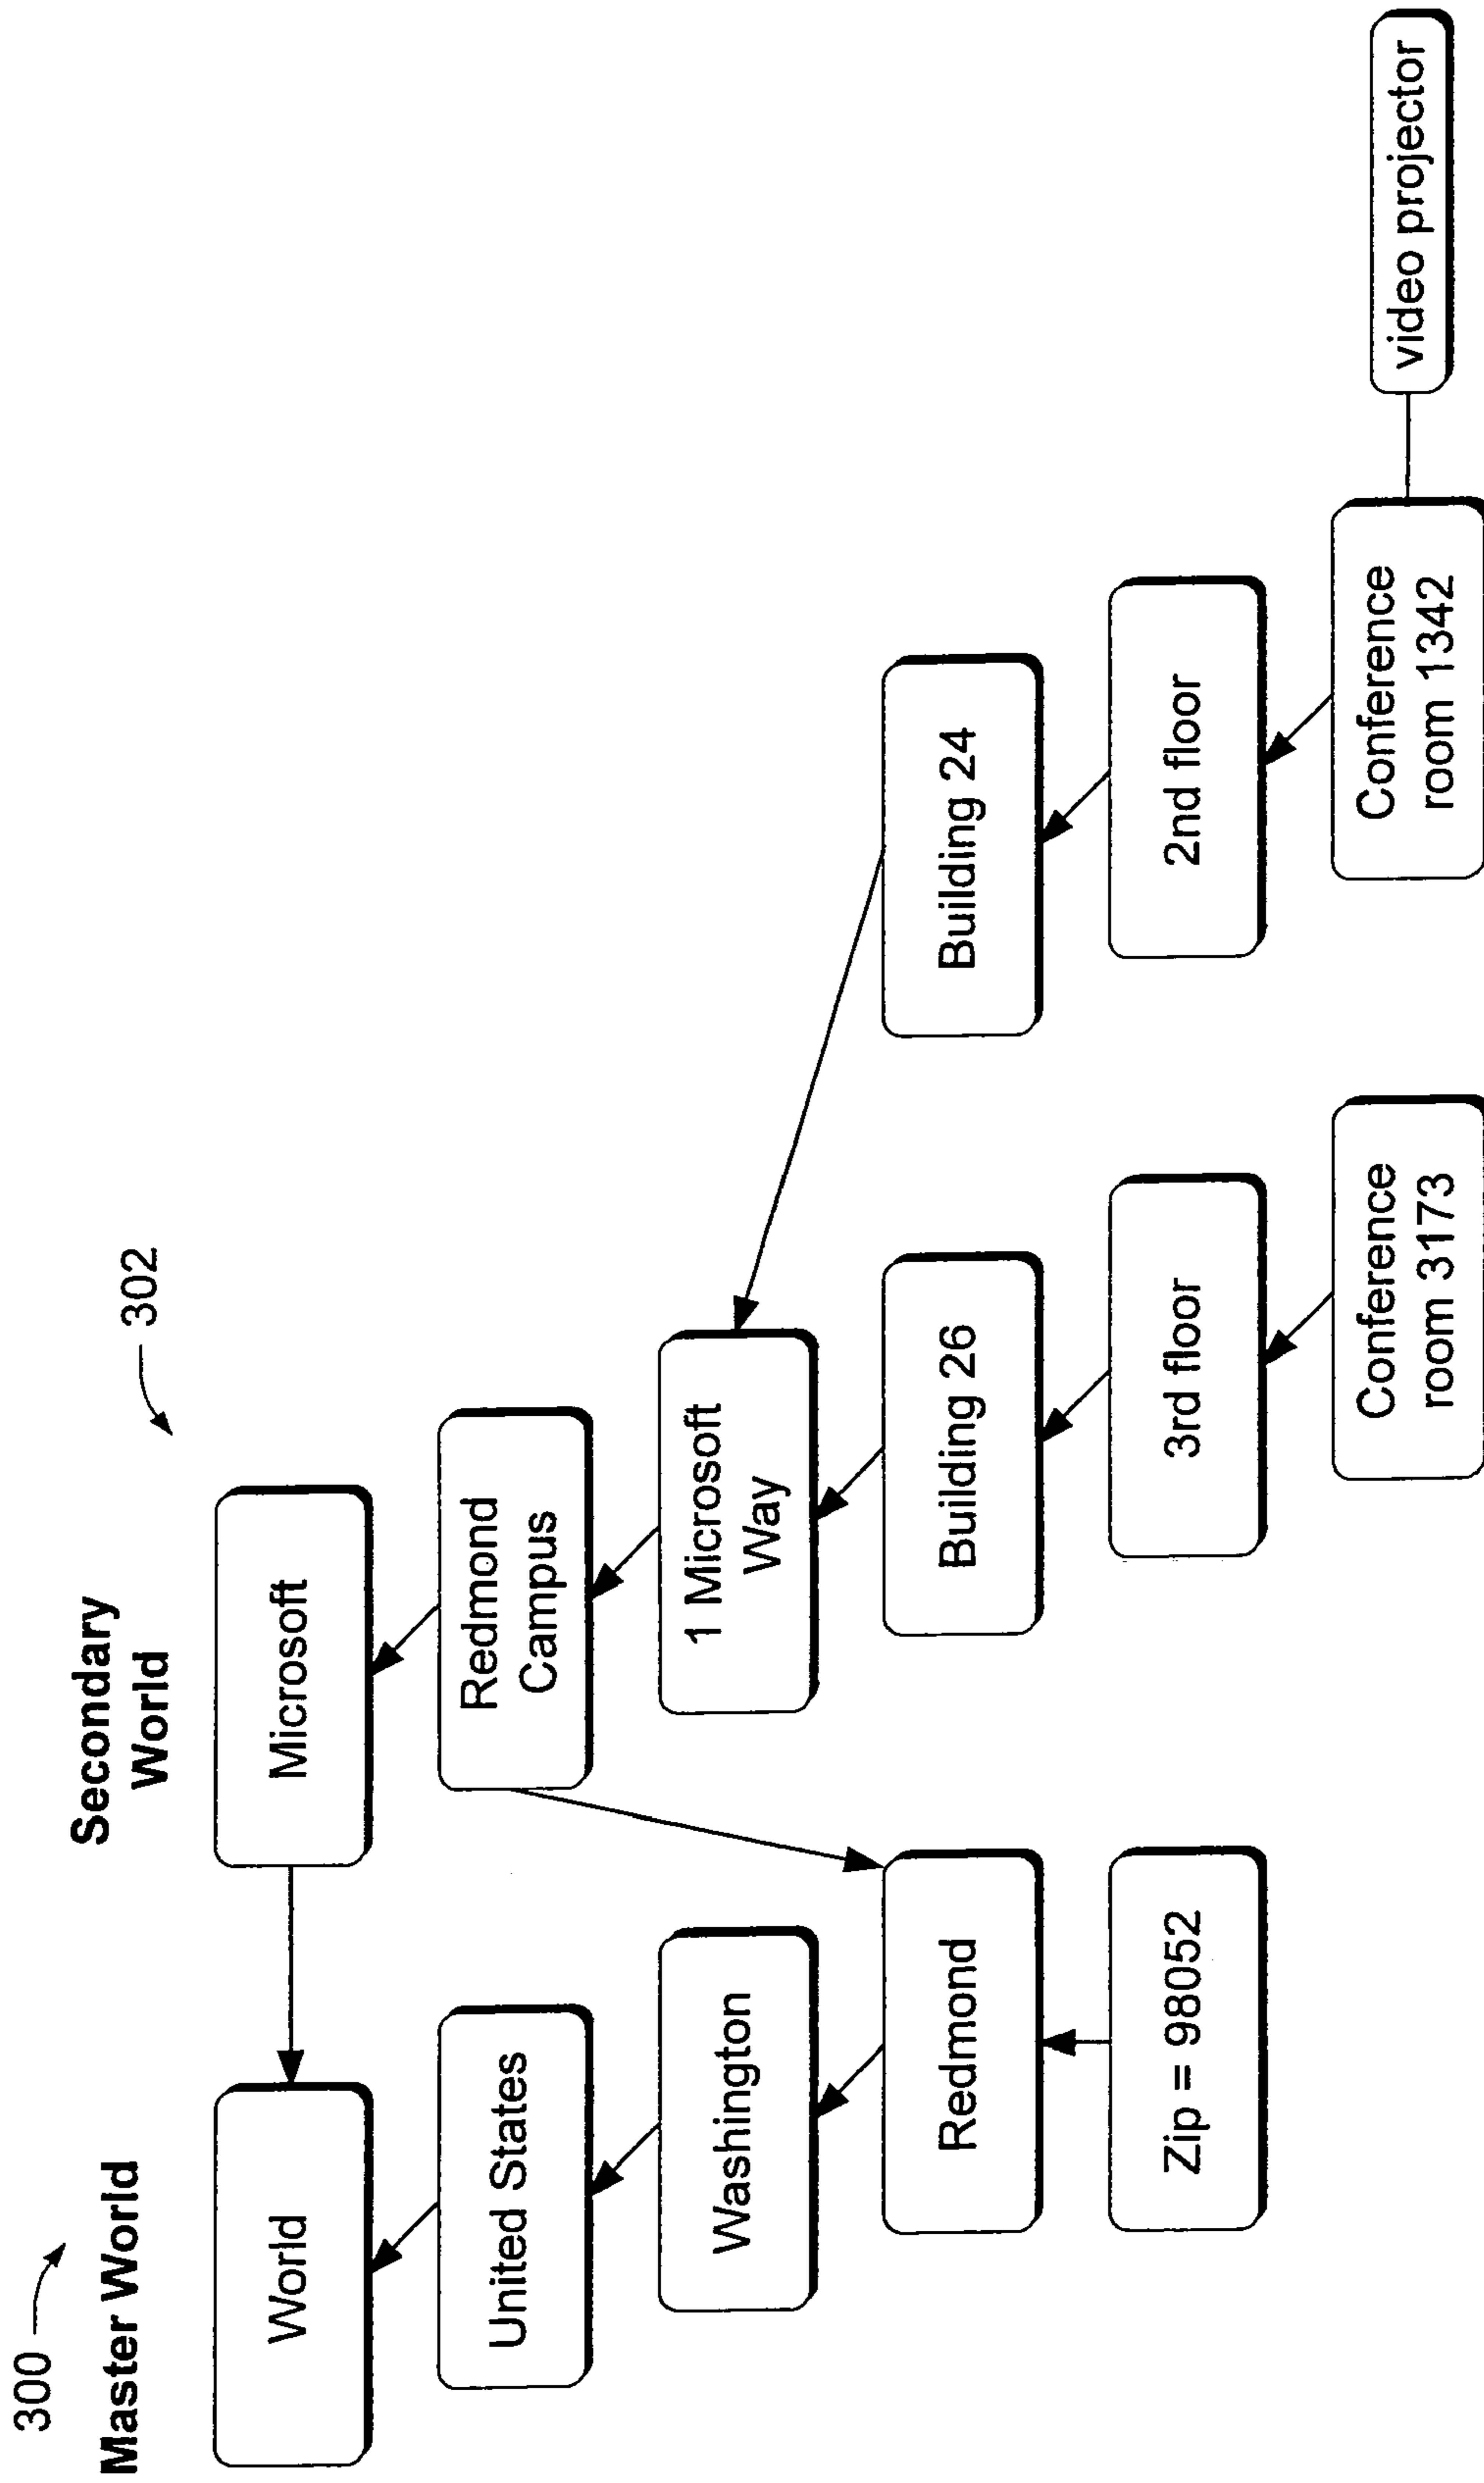 300
302
Master World
Secondary
World
World
Microsoft
United States
Redmond
Campus
Washington
1 Microsoft
Way
Redmond
Building 26
Building 24
Zip = 98052
3rd floor
2nd floor
Conference
room 3173
Conference
room 1342
video projector